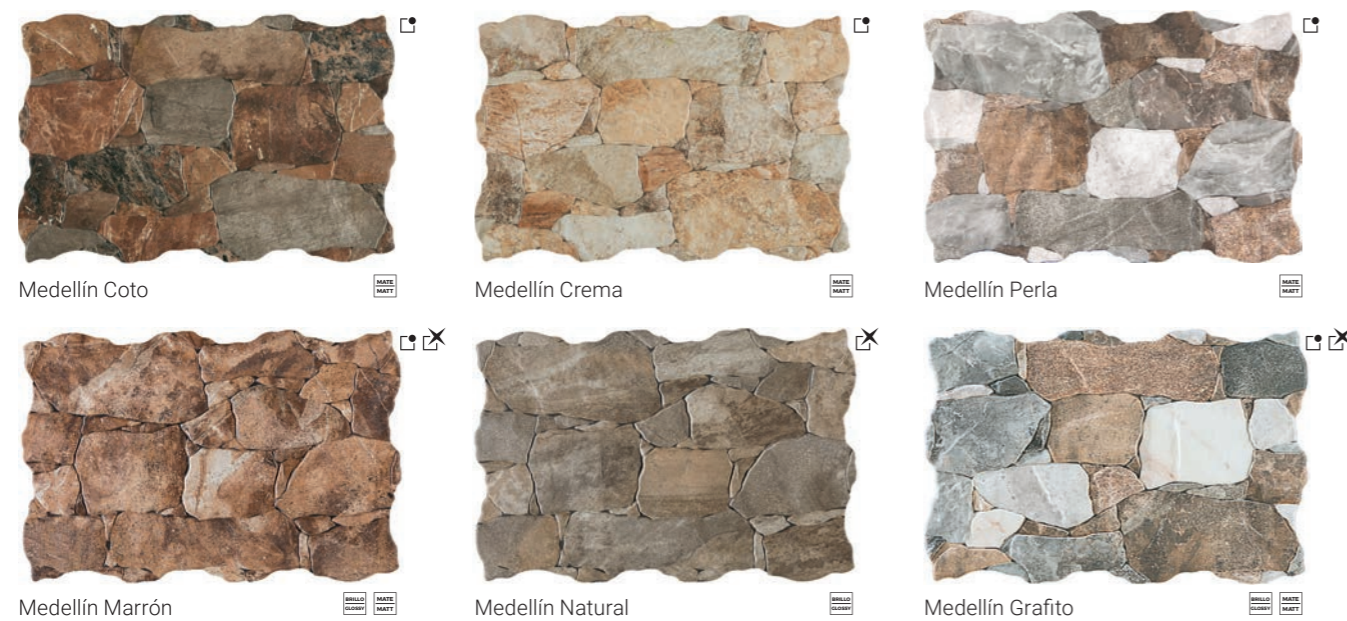 Medellín Coto
MATE
MATT
Medellín Crema
MATE
MATT
Medellín Perla
MATE
MATT
Medellín Marrón
BRILLO
GLOSSY
MATE
MATT
Medellín Natural
BRILLO
GLOSSY
Medellín Grafito
BRILLO
GLOSSY
MATE
MATT